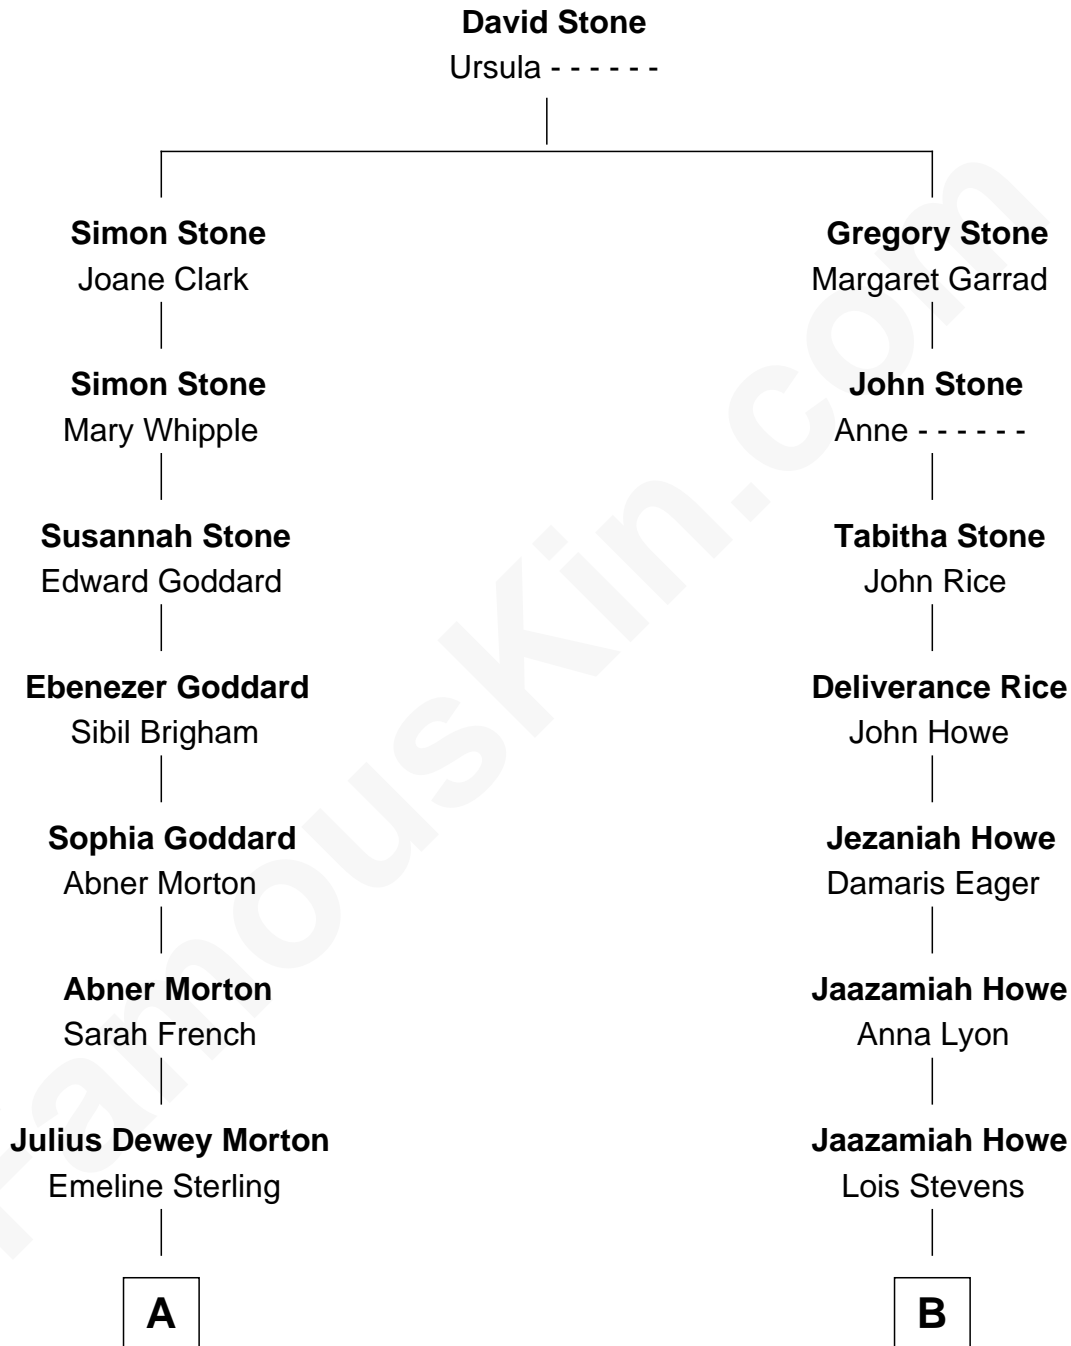 David Stone
Ursula - - - - - -
Simon Stone
Joane Clark
Gregory Stone
Margaret Garrad
Simon Stone
Mary Whipple
John Stone
Anne - - - - - -
Susannah Stone
Edward Goddard
Tabitha Stone
John Rice
Ebenezer Goddard
Sibil Brigham
Deliverance Rice
John Howe
Sophia Goddard
Abner Morton
Jezaniah Howe
Damaris Eager
Abner Morton
Sarah French
Jaazamiah Howe
Anna Lyon
Julius Dewey Morton
Emeline Sterling
Jaazamiah Howe
Lois Stevens
A
B
FamousKin.com